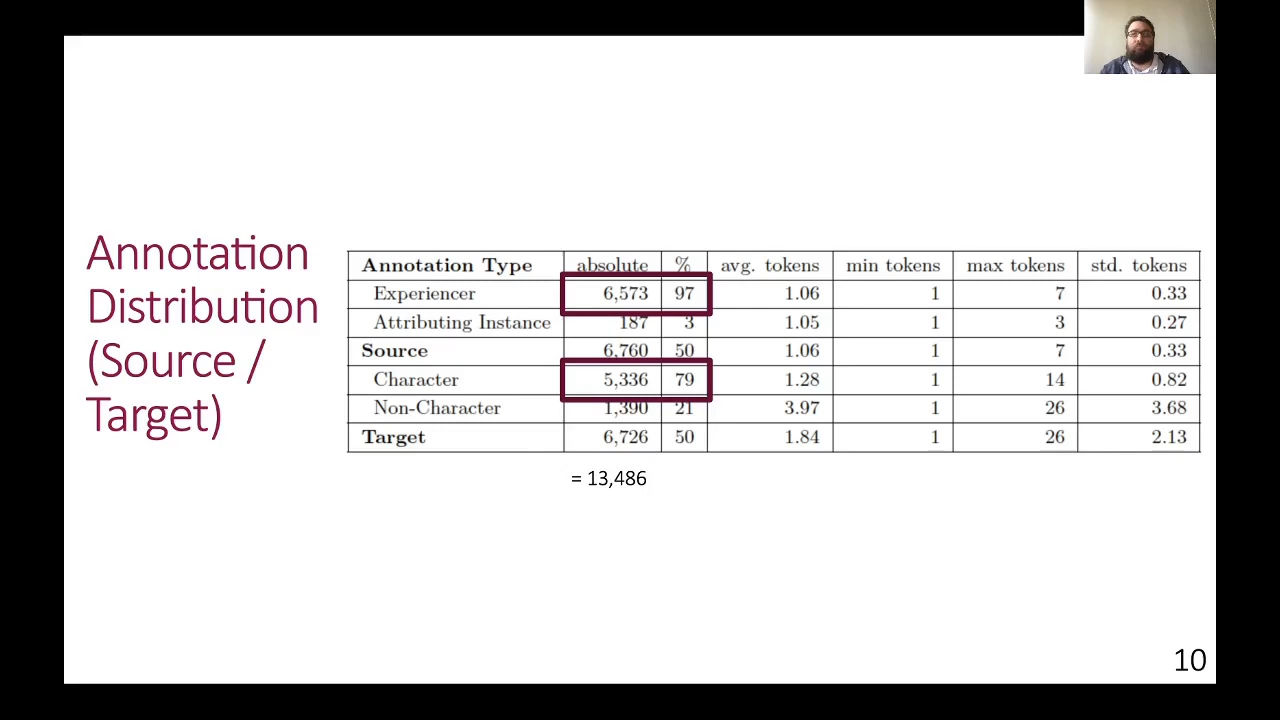 Annotation
Distribution
(Source /
Target)
Annotation Type absolute % avg. tokens min tokens max tokens std. tokens
Experiencer 6,573 97 1.06 1 7 0.33
Attributing Instance 187 3 1.05 1 3 0.27
Source 6,760 50 1.06 1 7 0.33
Character 5,336 79 1.28 1 14 0.82
Non-Character 1,390 21 3.97 1 26 3.68
Target 6,726 50 1.84 1 26 2.13
= 13,486
10